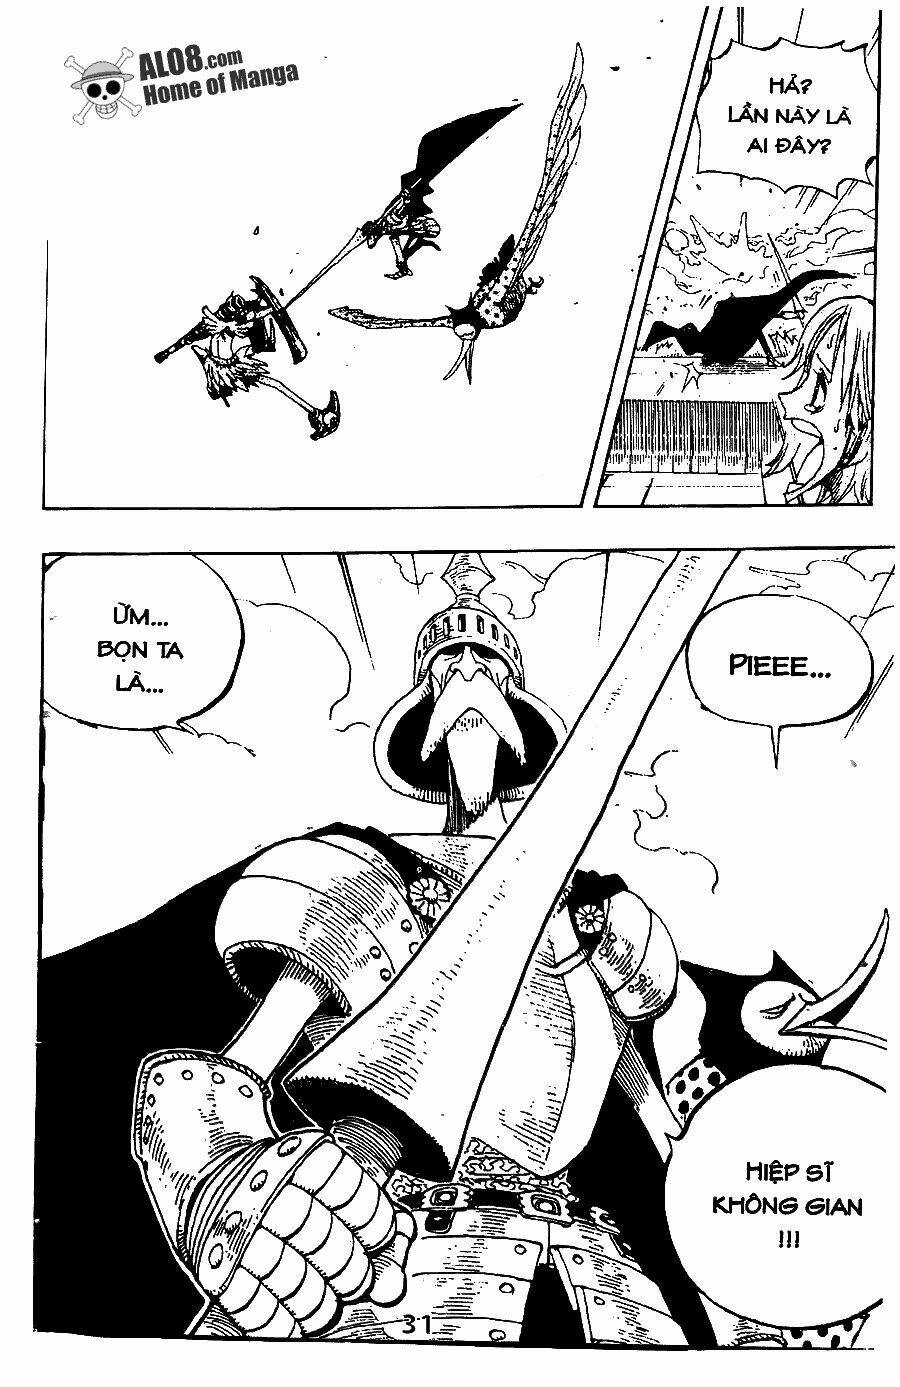 ALO8.com
Home of Manga
HẢ?
LẦN NÀY LÀ
AI ĐÂY?
ỪM...
BỌN TA
LÀ...
PIEEE...
HIỆP SĨ
KHÔNG GIAN
!!!
31